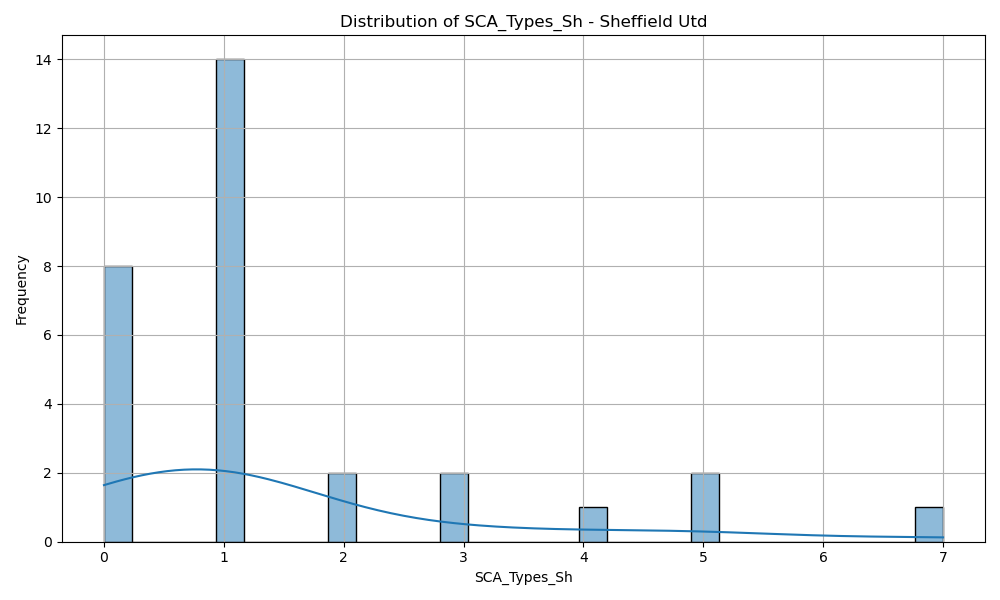 Distribution of SCA_Types_Sh - Sheffield Utd
Frequency
14
12
10
8
6
4
2
0
0 1 2 3 4 5 6 7
SCA_Types_Sh